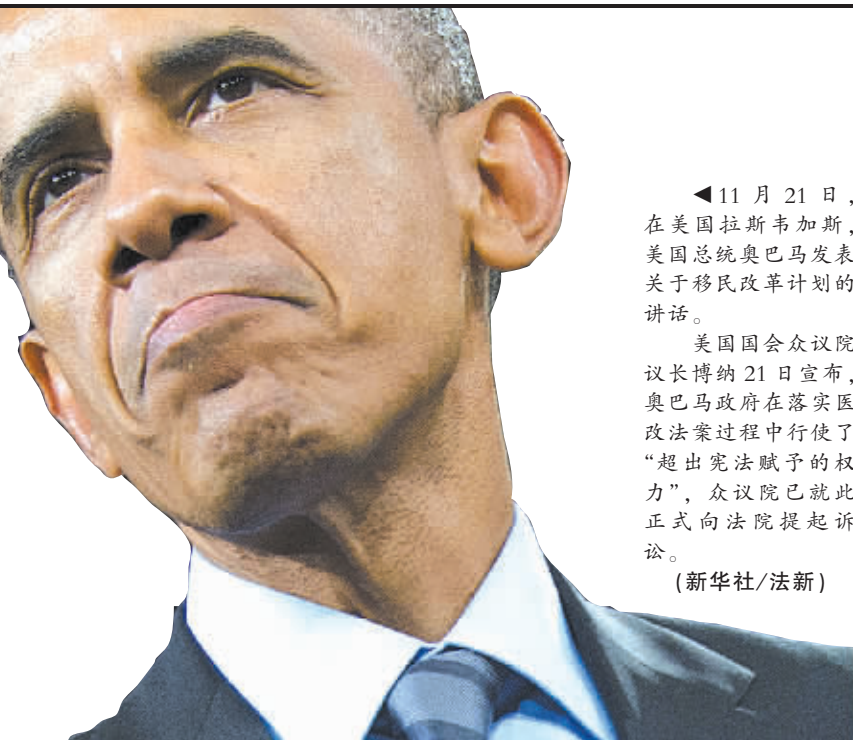 ◀11 月 21 日，
在美国拉斯韦加斯，
美国总统奥巴马发表
关于移民改革计划的
讲话。
美国国会众议院
议长博纳 21 日宣布，
奥巴马政府在落实医
改法案过程中行使了
“超出宪法赋予的权
力”，众议院已就此
正式向法院提起诉
讼。
(新华社/法新)